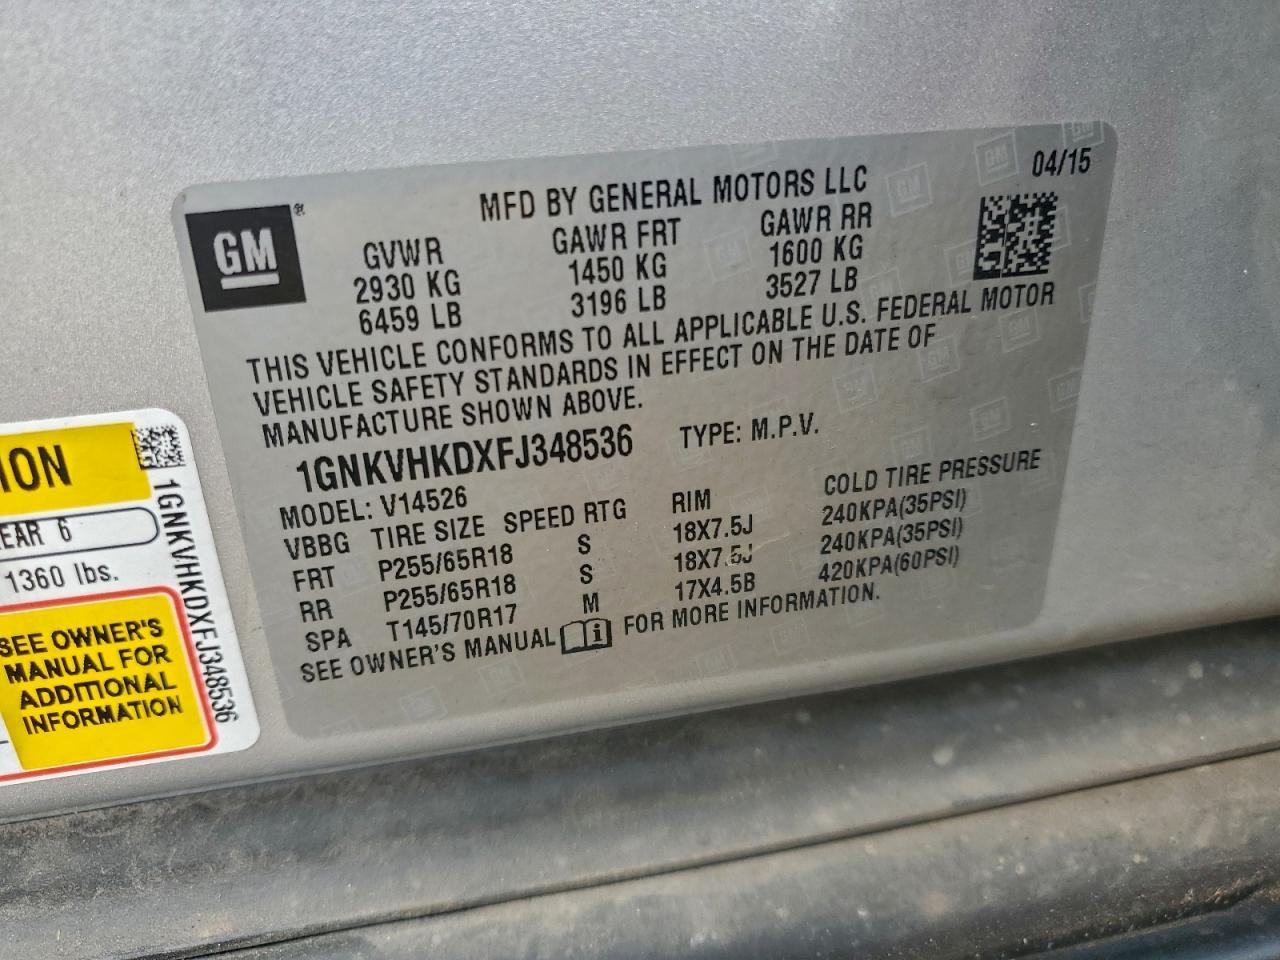 04/15
MFD BY GENERAL MOTORS LLC
GM®
GVWR GAWR FRT GAWR RR
2930 KG 1450 KG 1600 KG
6459 LB 3196 LB 3527 LB
THIS VEHICLE CONFORMS TO ALL APPLICABLE U.S. FEDERAL MOTOR
VEHICLE SAFETY STANDARDS IN EFFECT ON THE DATE OF
MANUFACTURE SHOWN ABOVE.
1GNKVHKDXFJ348536 TYPE: M.P.V.
MODEL: V14526
VBBG TIRE SIZE SPEED RTG RIM COLD TIRE PRESSURE
FRT P255/65R18 S 18X7.5J 240KPA(35PSI)
RR P255/65R18 S 18X7.5J 240KPA(35PSI)
SPA T145/70R17 M 17X4.5B 420KPA(60PSI)
SEE OWNER'S MANUAL FOR MORE INFORMATION.
6
1360 lbs.
SEE OWNER'S
MANUAL FOR
ADDITIONAL
INFORMATION
1GNKVHKDXFJ348536